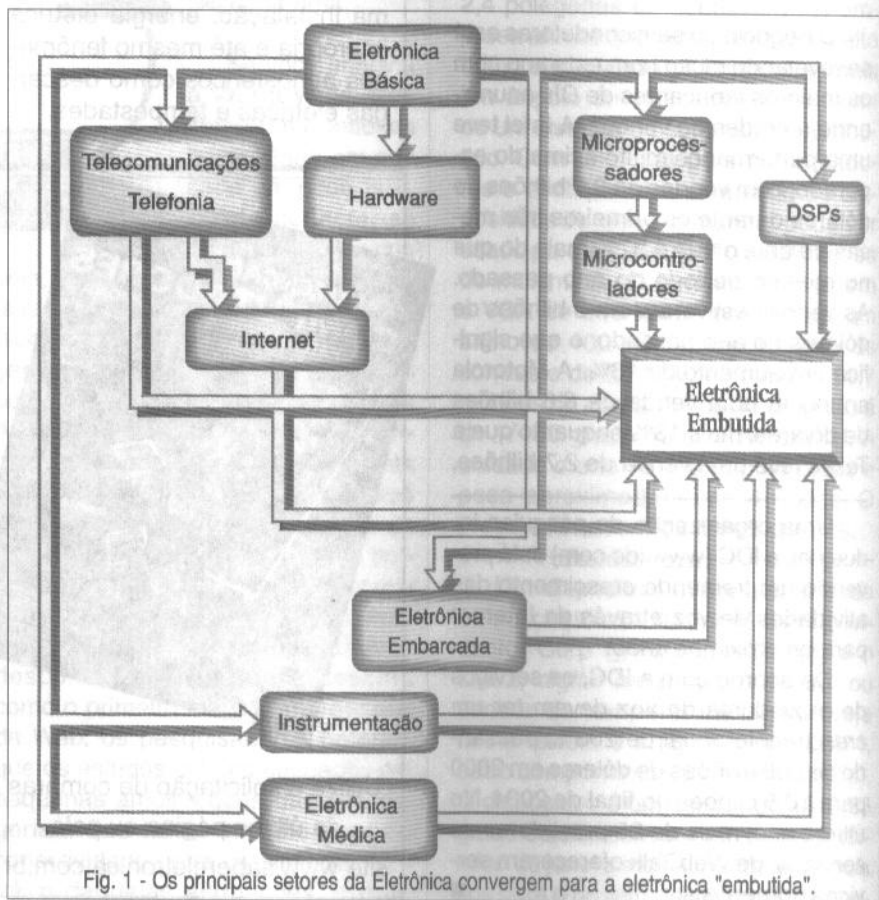 Eletrônica
Básica
Telecomunicações
Telefonia
Hardware
Microproces-
sadores
DSPs
Microcontro-
ladores
Internet
Eletrônica
Embutida
Eletrônica
Embarcada
Instrumentação
Eletrônica
Médica
Fig. 1 - Os principais setores da Eletrônica convergem para a eletrônica "embutida".